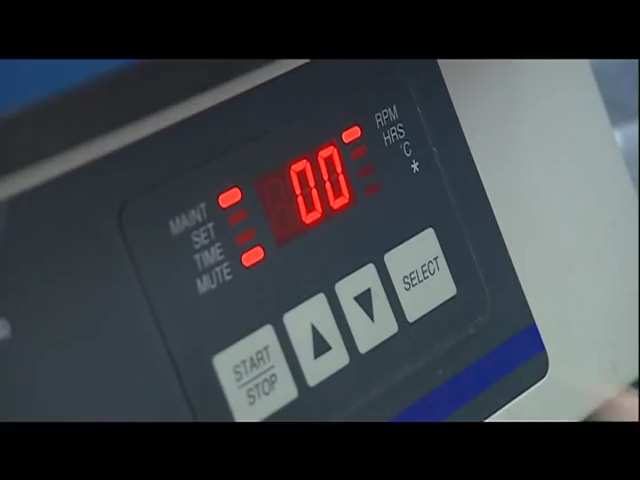 MAINT
SET
TIME
MUTE
00
RPM
HRS
°C
*
START
STOP
SELECT